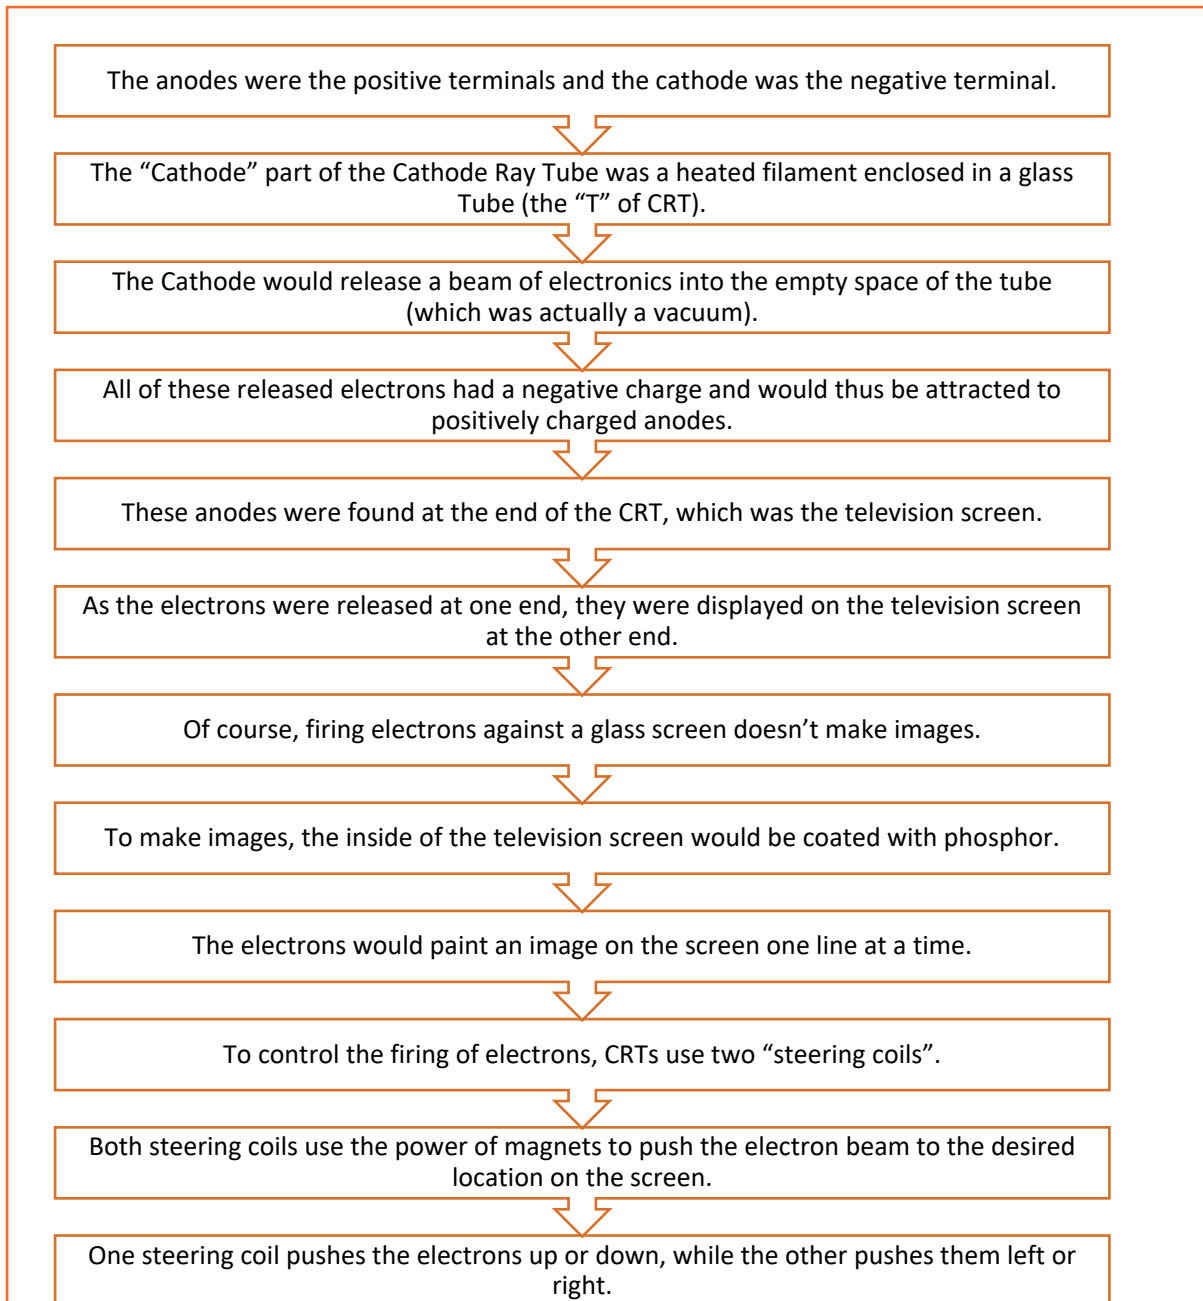 The anodes were the positive terminals and the cathode was the negative terminal.
The “Cathode” part of the Cathode Ray Tube was a heated filament enclosed in a glass
Tube (the “T” of CRT).
The Cathode would release a beam of electronics into the empty space of the tube
(which was actually a vacuum).
All of these released electrons had a negative charge and would thus be attracted to
positively charged anodes.
These anodes were found at the end of the CRT, which was the television screen.
As the electrons were released at one end, they were displayed on the television screen
at the other end.
Of course, firing electrons against a glass screen doesn’t make images.
To make images, the inside of the television screen would be coated with phosphor.
The electrons would paint an image on the screen one line at a time.
To control the firing of electrons, CRTs use two “steering coils”.
Both steering coils use the power of magnets to push the electron beam to the desired
location on the screen.
One steering coil pushes the electrons up or down, while the other pushes them left or
right.